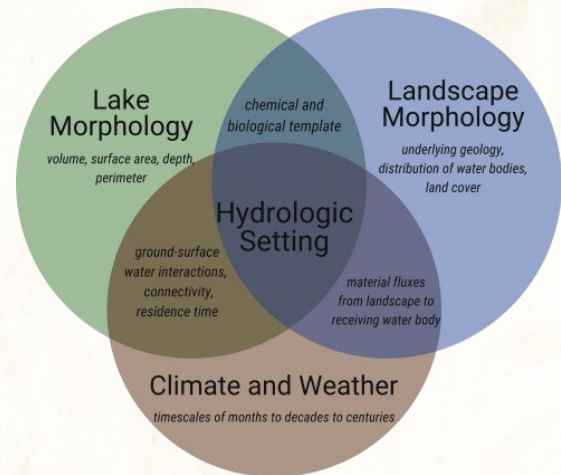 Lake
Morphology
volume, surface area, depth,
perimeter
chemical and
biological template
Landscape
Morphology
underlying geology,
distribution of water bodies,
land cover
Hydrologic
Setting
ground-surface
water interactions,
connectivity,
residence time
material fluxes
from landscape to
receiving water body
Climate and Weather
timescales of months to decades to centuries